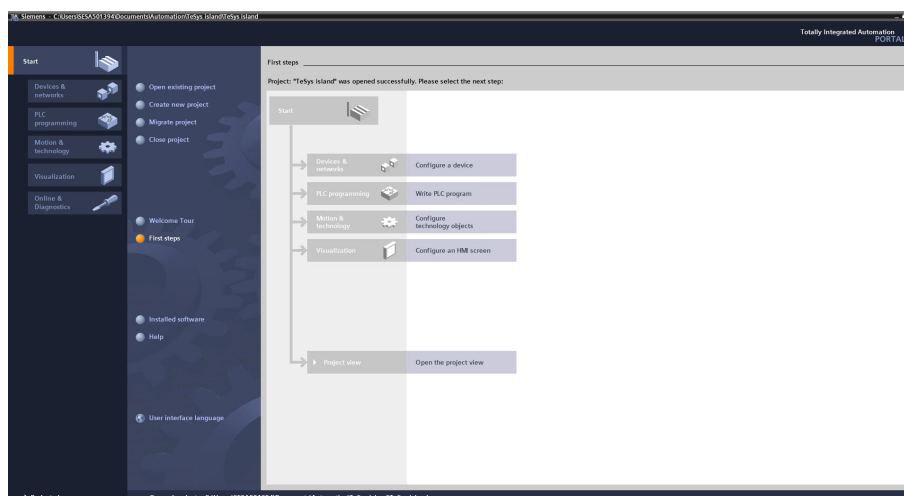 Siemens - C:\Users\SESA501394\Documents\Automation\TeSys island\TeSys island
Totally Integrated Automation
PORTAL
Start
Devices &
networks
PLC
programming
Motion &
technology
Visualization
Online &
Diagnostics
Open existing project
Create new project
Migrate project
Close project
Welcome Tour
First steps
Installed software
Help
User interface language
First steps
Project: "TeSys island" was opened successfully. Please select the next step:
Start
Devices &
networks
Configure a device
PLC programming
Write PLC program
Motion &
technology
Configure
technology objects
Visualization
Configure an HMI screen
Project view
Open the project view